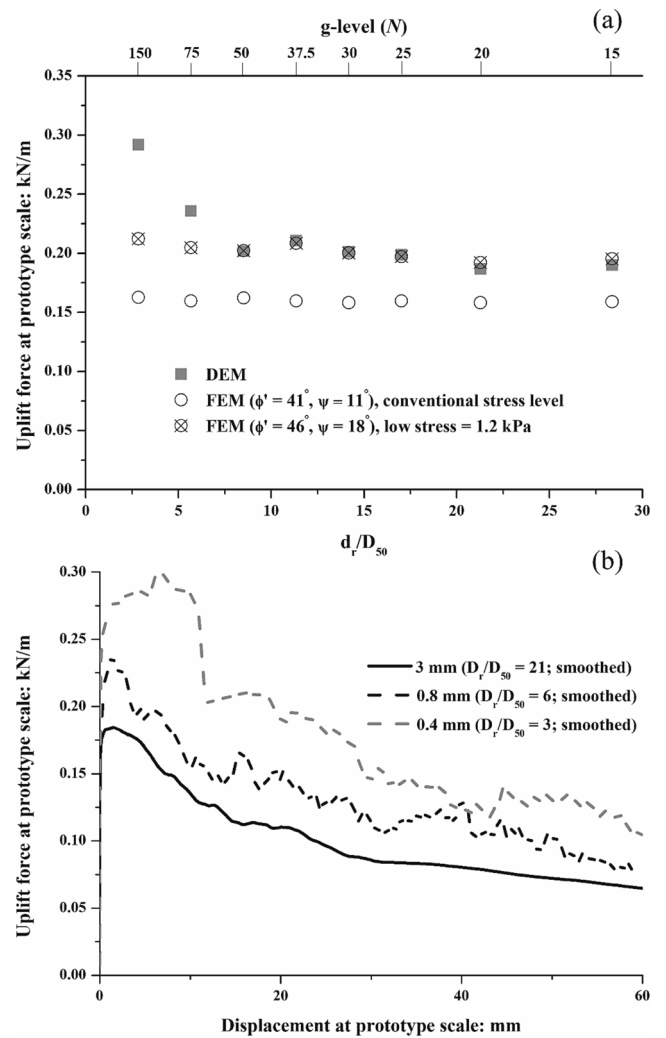 (a)
g-level (N)
150 75 50 37.5 30 25 20 15
0.35
0.30
0.25
0.20
0.15
0.10
0.05
0.00
Uplift force at prototype scale: kN/m
DEM
FEM (ϕ' = 41°, ψ = 11°), conventional stress level
FEM (ϕ' = 46°, ψ = 18°), low stress = 1.2 kPa
0 5 10 15 20 25 30
dᵣ/D₅₀
(b)
0.30
0.25
0.20
0.15
0.10
0.05
0.00
Uplift force at prototype scale: kN/m
3 mm (Dᵣ/D₅₀ = 21; smoothed)
0.8 mm (Dᵣ/D₅₀ = 6; smoothed)
0.4 mm (Dᵣ/D₅₀ = 3; smoothed)
0 20 40 60
Displacement at prototype scale: mm